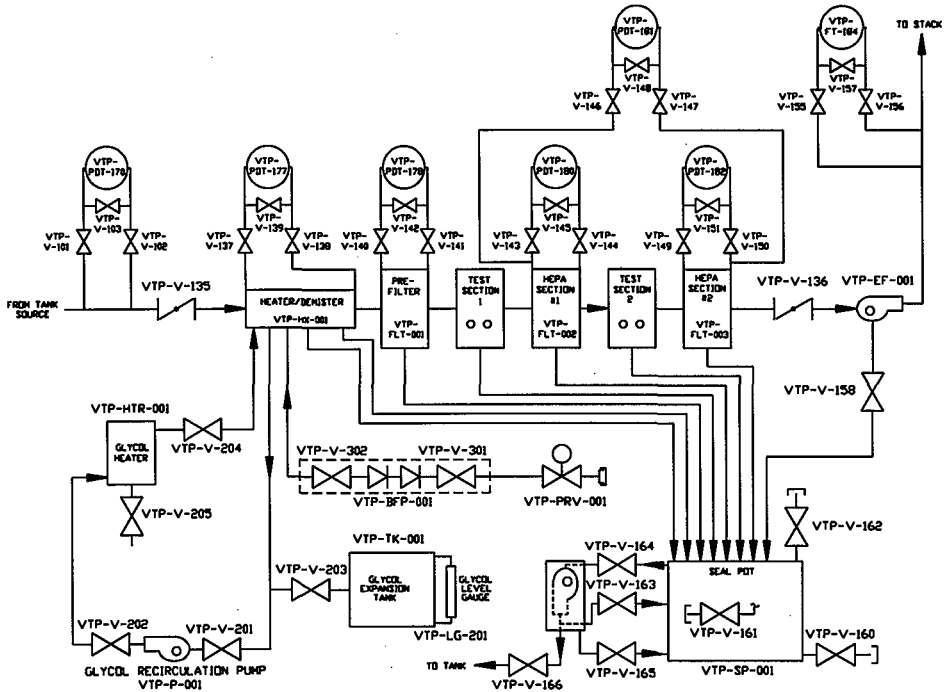 VTP-
PDT-181
VTP-
V-148
VTP-
V-146
VTP-
V-147
VTP-
FT-184
VTP-
V-157
VTP-
V-155
VTP-
V-156
TO STACK
VTP-
PDT-176
VTP-
V-103
VTP-
V-101
VTP-
V-102
VTP-
PDT-177
VTP-
V-139
VTP-
V-137
VTP-
V-138
VTP-
PDT-178
VTP-
V-142
VTP-
V-140
VTP-
V-141
VTP-
PDT-180
VTP-
V-145
VTP-
V-143
VTP-
V-144
VTP-
PDT-182
VTP-
V-151
VTP-
V-149
VTP-
V-150
FROM TANK
SOURCE
VTP-V-135
HEATER/DEMISTER
VTP-HX-001
PRE-
FILTER
VTP-
FLT-001
TEST
SECTION
1
HEPA
SECTION
#1
VTP-
FLT-002
TEST
SECTION
2
HEPA
SECTION
#2
VTP-
FLT-003
VTP-V-136
VTP-EF-001
VTP-V-158
VTP-HTR-001
GLYCOL
HEATER
VTP-V-204
VTP-V-205
VTP-V-302
VTP-V-301
VTP-BFP-001
VTP-PRV-001
VTP-V-162
VTP-TK-001
VTP-V-203
GLYCOL
EXPANSION
TANK
GLYCOL
LEVEL
GAUGE
VTP-LG-201
VTP-V-164
VTP-V-163
SEAL POT
VTP-V-161
VTP-V-160
VTP-V-202
VTP-V-201
GLYCOL RECIRCULATION PUMP
VTP-P-001
TO TANK
VTP-V-166
VTP-V-165
VTP-SP-001